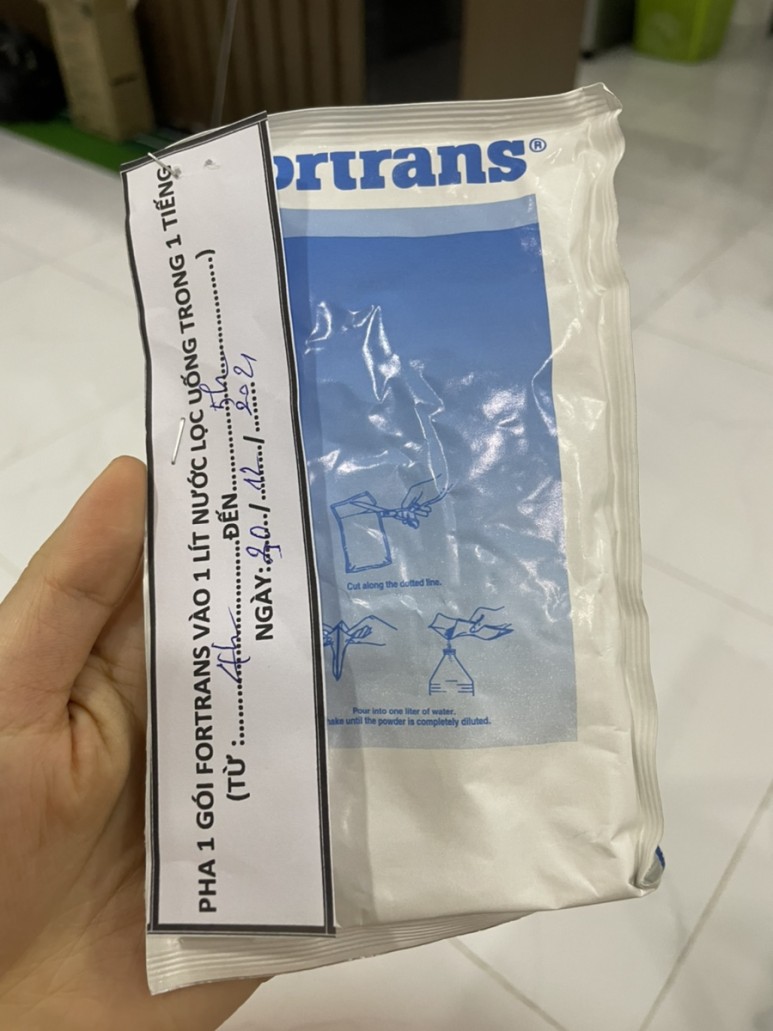 PHA 1 GÓI FORTRANS VÀO 1 LÍT NƯỚC LỌC UỐNG TRONG 1 TIẾNG
(TỪ :............4h............ĐẾN............5h............)
NGÀY:...20.../...12.../...2021
ortrans®
Cut along the dotted line.
Pour into one liter of water.
hake until the powder is completely diluted.